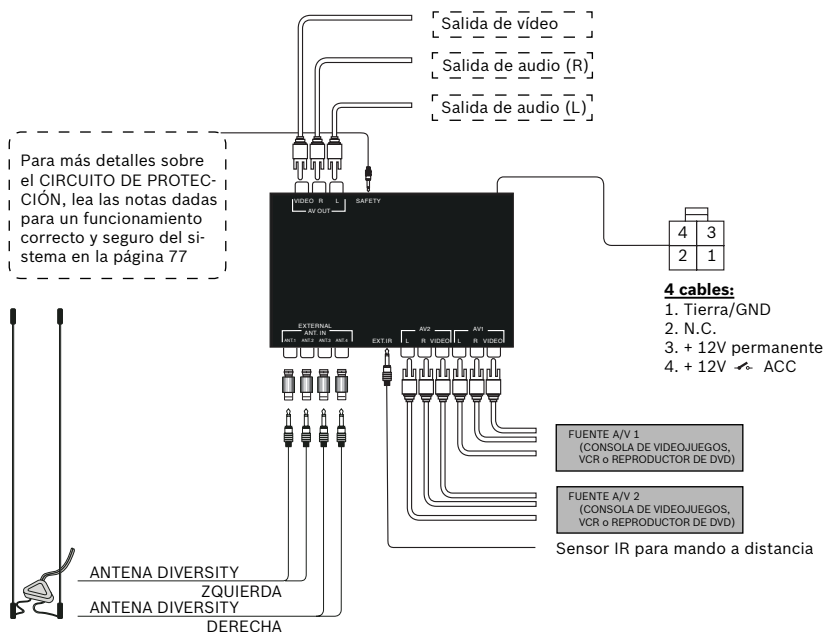 Salida de vídeo
Salida de audio (R)
Salida de audio (L)
Para más detalles sobre
el CIRCUITO DE PROTEC-
CIÓN, lea las notas dadas
para un funcionamiento
correcto y seguro del si-
stema en la página 77
VIDEO R L SAFETY
AV OUT
4 3
2 1
4 cables:
1. Tierra/GND
2. N.C.
3. + 12V permanente
4. + 12V ACC
EXTERNAL
ANT. IN
ANT.1 ANT.2 ANT.3 ANT.4
EXT.IR
AV2 AV1
L R VIDEO L R VIDEO
FUENTE A/V 1
(CONSOLA DE VIDEOJUEGOS,
VCR o REPRODUCTOR DE DVD)
FUENTE A/V 2
(CONSOLA DE VIDEOJUEGOS,
VCR o REPRODUCTOR DE DVD)
Sensor IR para mando a distancia
ANTENA DIVERSITY
ZQUIERDA
ANTENA DIVERSITY
DERECHA